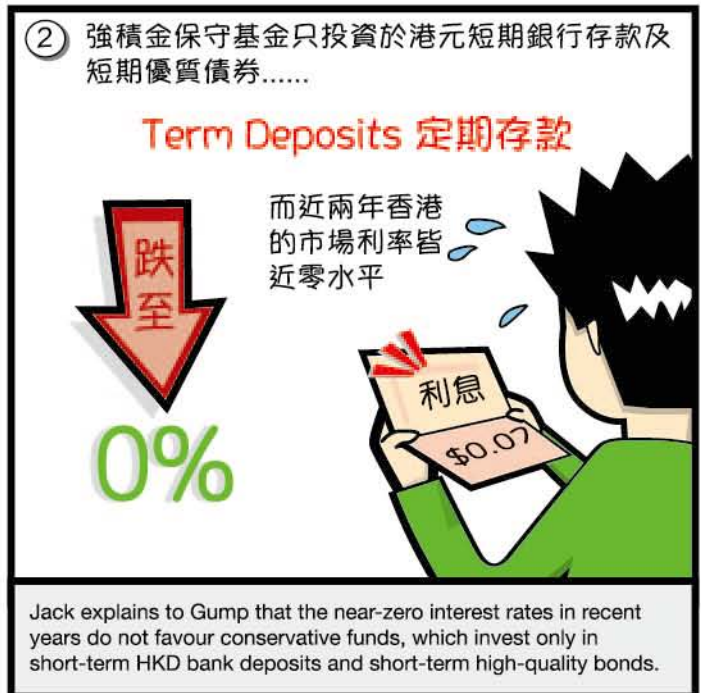 ② 強積金保守基金只投資於港元短期銀行存款及
短期優質債券......
Term Deposits 定期存款
而近兩年香港
的市場利率皆
近零水平
跌
至
0%
利息
$0.07
Jack explains to Gump that the near-zero interest rates in recent
years do not favour conservative funds, which invest only in
short-term HKD bank deposits and short-term high-quality bonds.